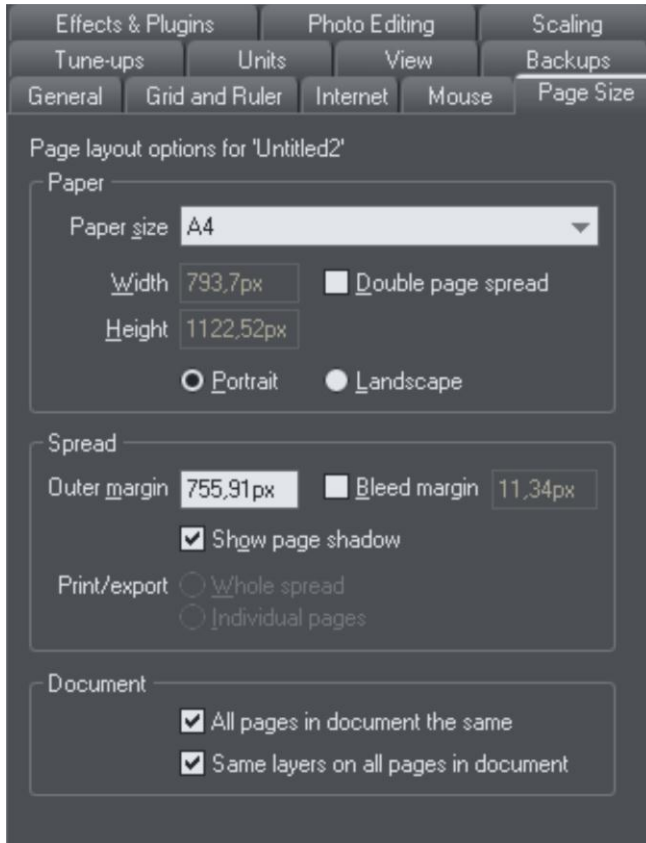 Effects & Plugins Photo Editing Scaling
Tune-ups Units View Backups
General Grid and Ruler Internet Mouse Page Size
Page layout options for 'Untitled2'
Paper
Paper size A4
Width 793,7px Double page spread
Height 1122,52px
Portrait Landscape
Spread
Outer margin 755,91px Bleed margin 11,34px
Show page shadow
Print/export Whole spread
Individual pages
Document
All pages in document the same
Same layers on all pages in document